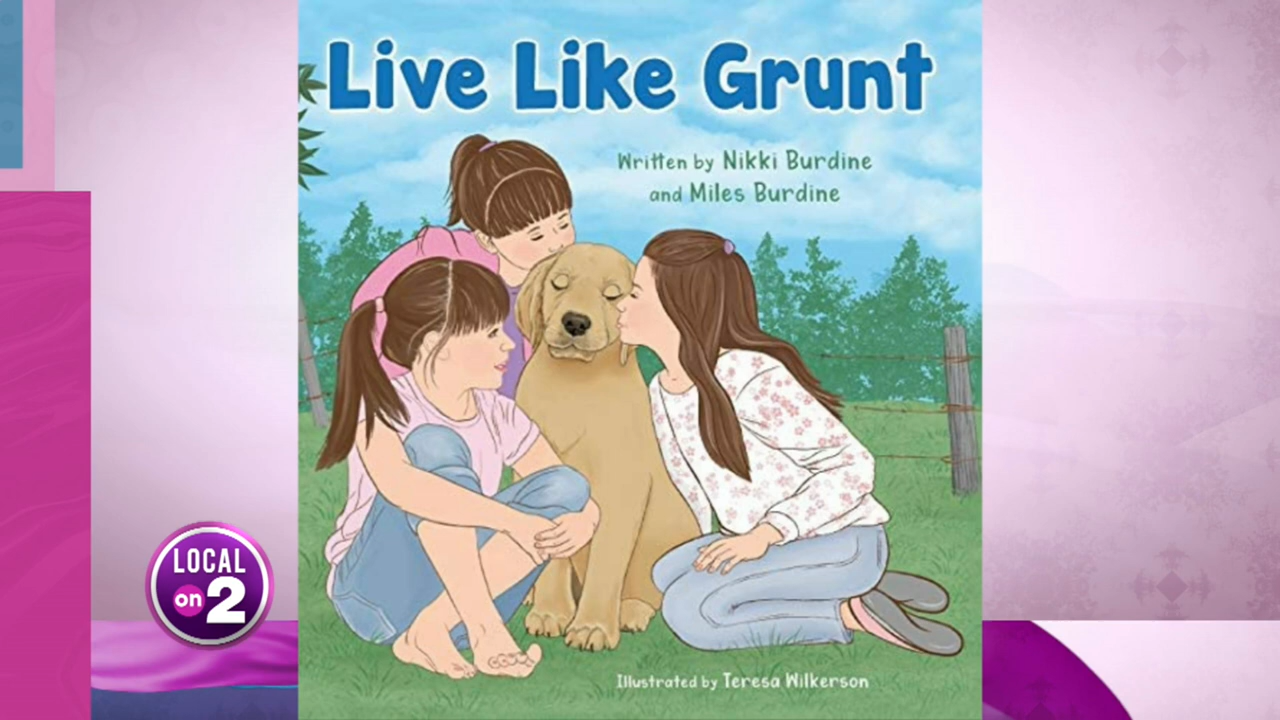 Live Like Grunt
Written by Nikki Burdine
and Miles Burdine
LOCAL
on 2
Illustrated by Teresa Wilkerson